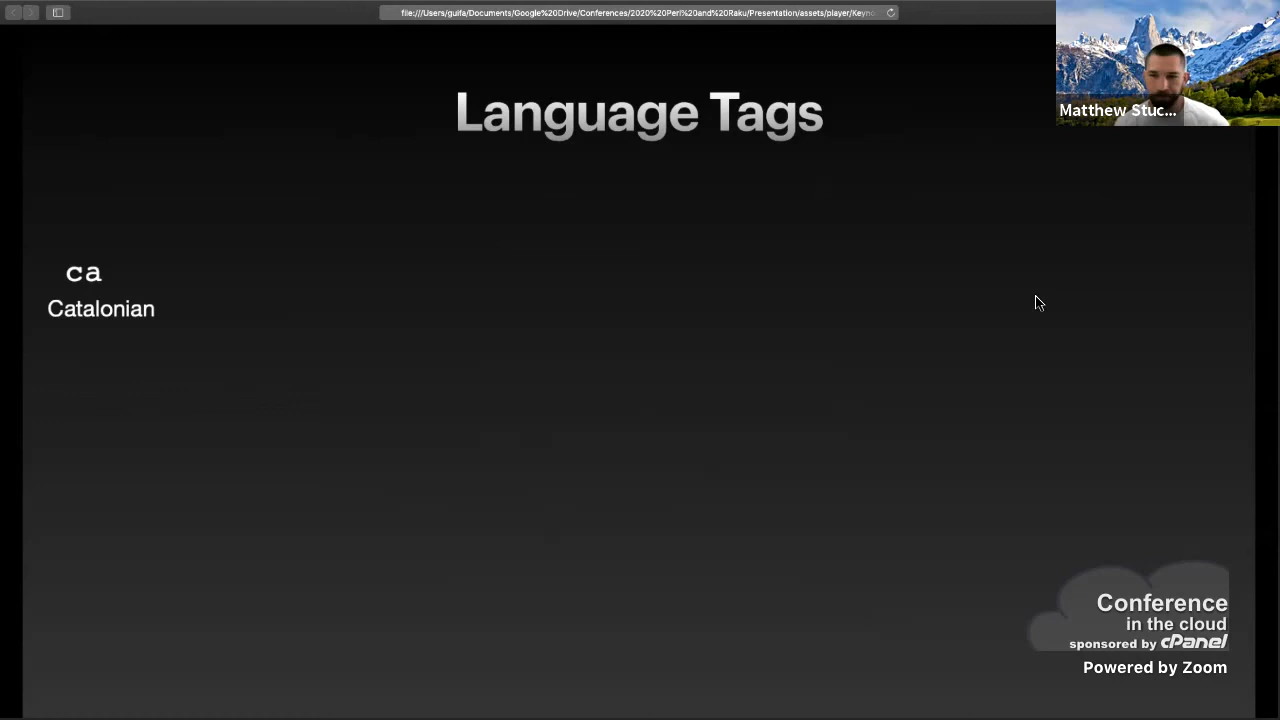 file:///Users/guifa/Documents/Google%20Drive/Conferences/2020%20Perl%20and%20Raku/Presentation/assets/player/Keyno
Language Tags
Matthew Stuc...
ca
Catalonian
Conference
in the cloud
sponsored by cPanel
Powered by Zoom